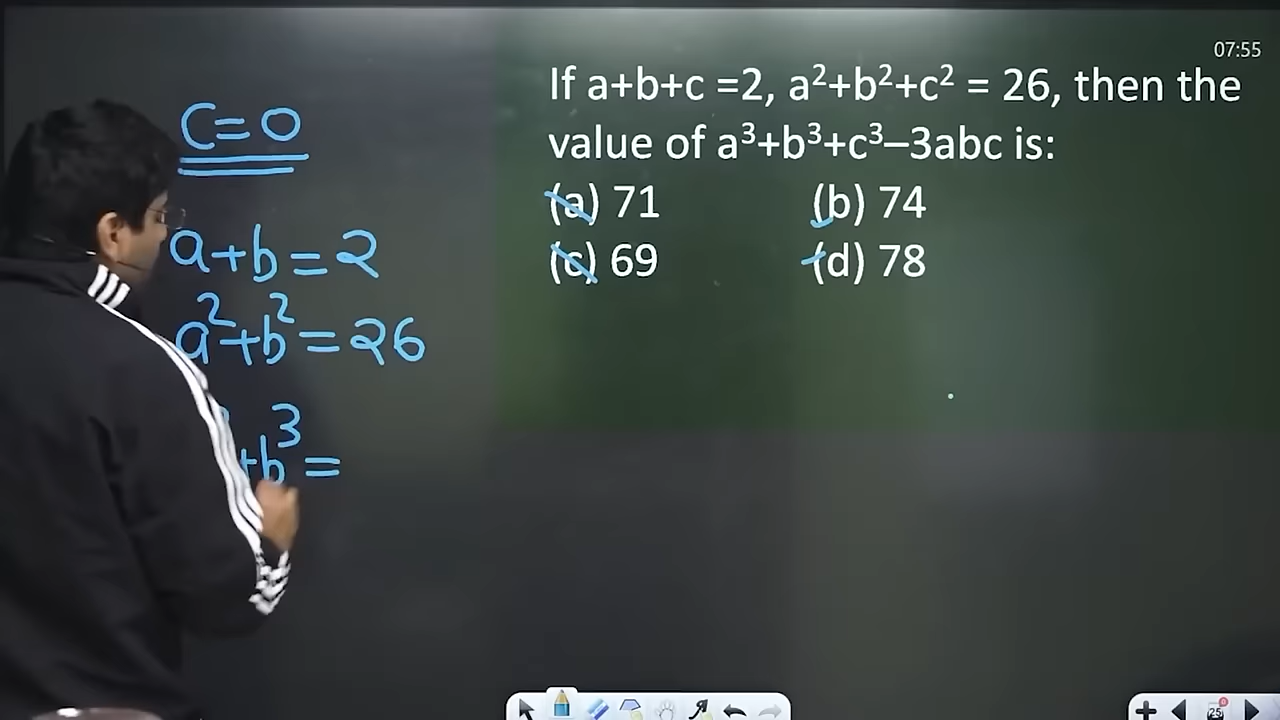 07:55
If a+b+c =2, a²+b²+c² = 26, then the
value of a³+b³+c³–3abc is:
(a) 71 (b) 74
(c) 69 (d) 78
C=0
a+b=2
a²+b²=26
+b³=